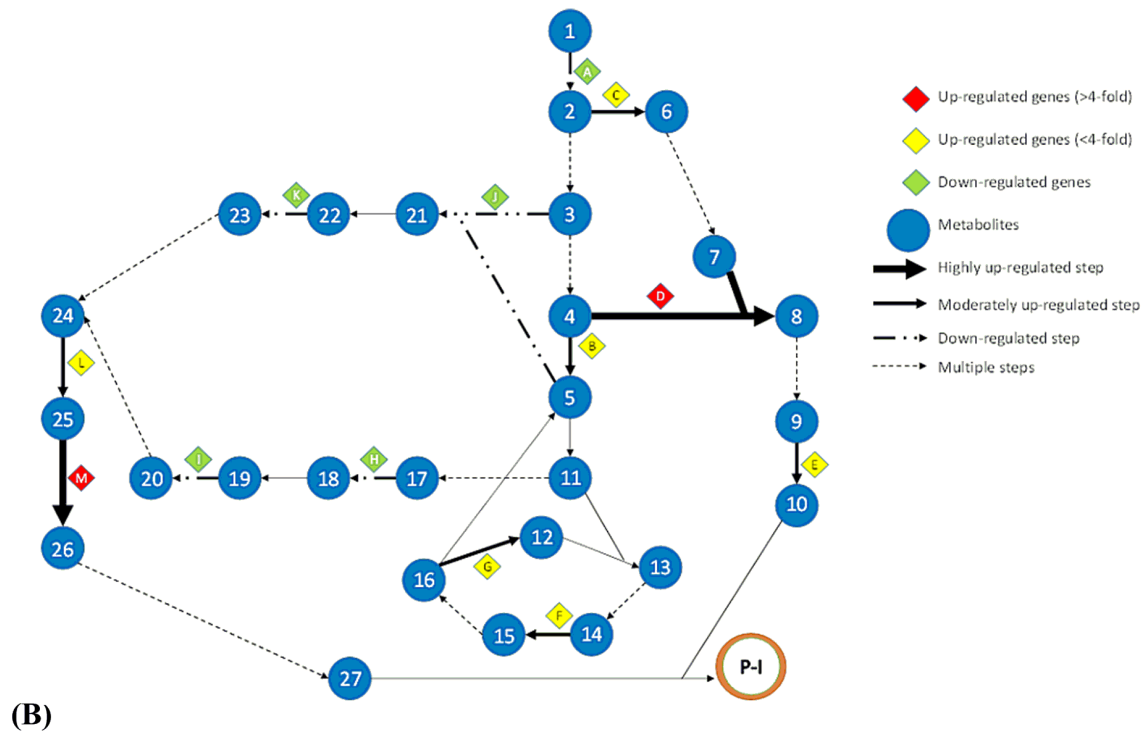 1
A
2
C
6
Up-regulated genes (>4-fold)
Up-regulated genes (<4-fold)
Down-regulated genes
23
K
22
21
J
3
Metabolites
7
Highly up-regulated step
24
4
D
8
Moderately up-regulated step
B
Down-regulated step
L
Multiple steps
5
25
9
M
20
I
19
18
H
17
11
E
10
26
12
16
G
13
15
F
14
27
P-I
(B)